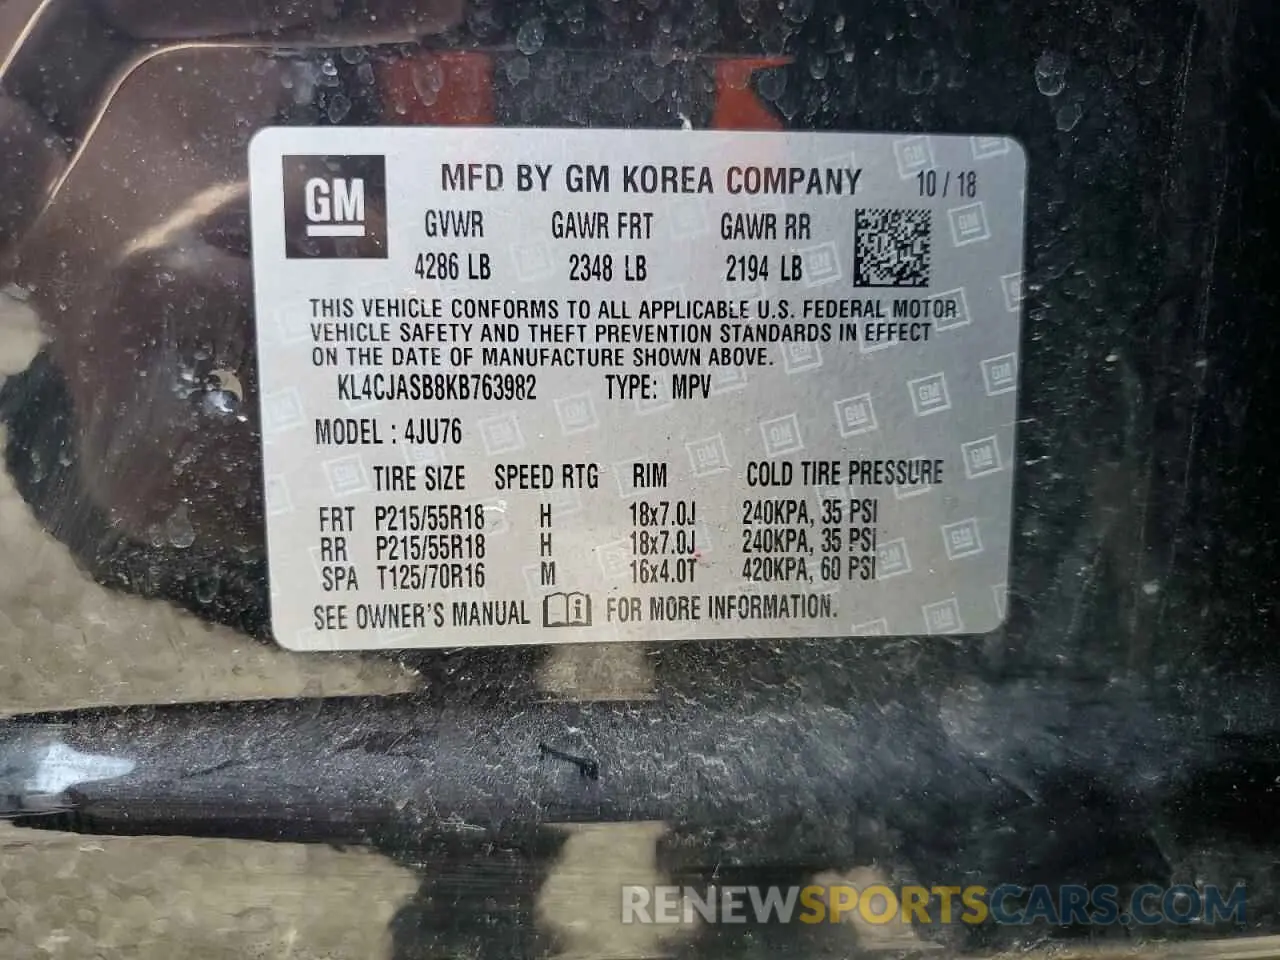 GM
MFD BY GM KOREA COMPANY 10 / 18
GVWR GAWR FRT GAWR RR
4286 LB 2348 LB 2194 LB
THIS VEHICLE CONFORMS TO ALL APPLICABLE U.S. FEDERAL MOTOR
VEHICLE SAFETY AND THEFT PREVENTION STANDARDS IN EFFECT
ON THE DATE OF MANUFACTURE SHOWN ABOVE.
KL4CJASB8KB763982 TYPE: MPV
MODEL : 4JU76
TIRE SIZE SPEED RTG RIM COLD TIRE PRESSURE
FRT P215/55R18 H 18x7.0J 240KPA, 35 PSI
RR P215/55R18 H 18x7.0J 240KPA, 35 PSI
SPA T125/70R16 M 16x4.0T 420KPA, 60 PSI
SEE OWNER'S MANUAL i FOR MORE INFORMATION.
RENEWSPORTSCARS.COM